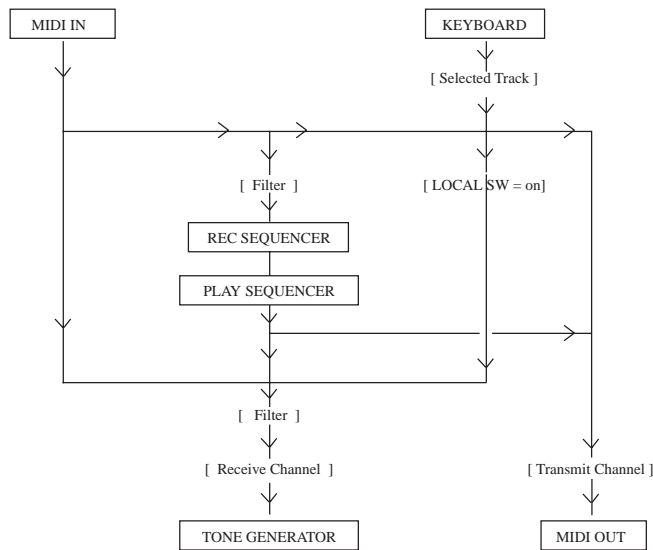 MIDI IN
KEYBOARD
[ Selected Track ]
[ Filter ]
[ LOCAL SW = on]
REC SEQUENCER
PLAY SEQUENCER
[ Filter ]
[ Receive Channel ]
[ Transmit Channel ]
TONE GENERATOR
MIDI OUT